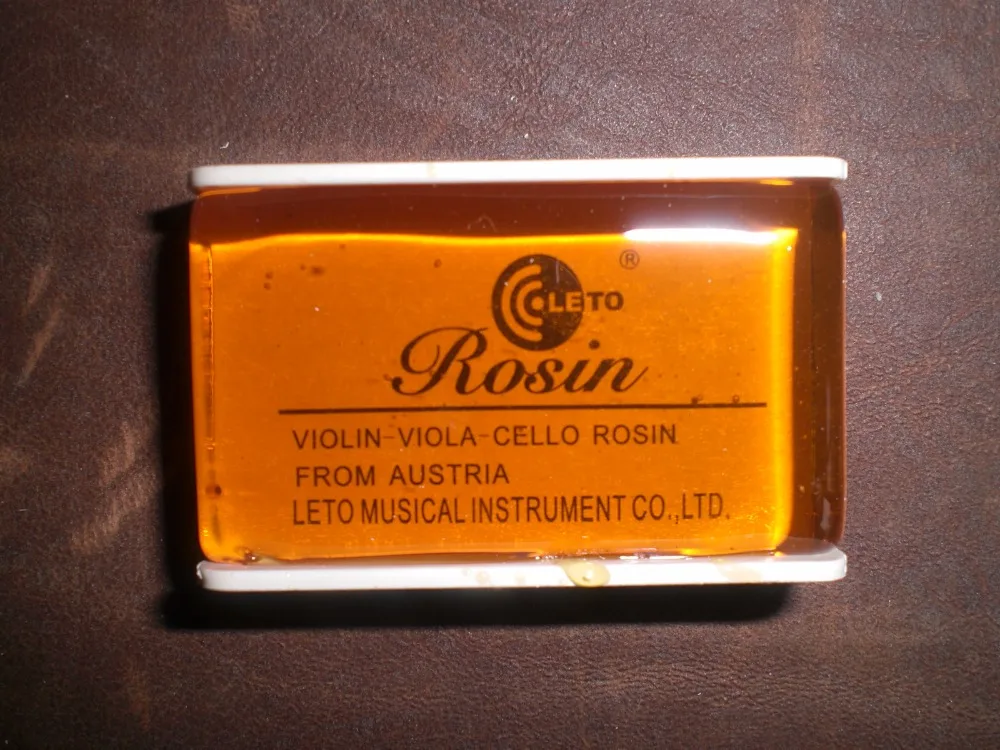 LETO ®
Rosin
VIOLIN-VIOLA-CELLO ROSIN
FROM AUSTRIA
LETO MUSICAL INSTRUMENT CO.,LTD.